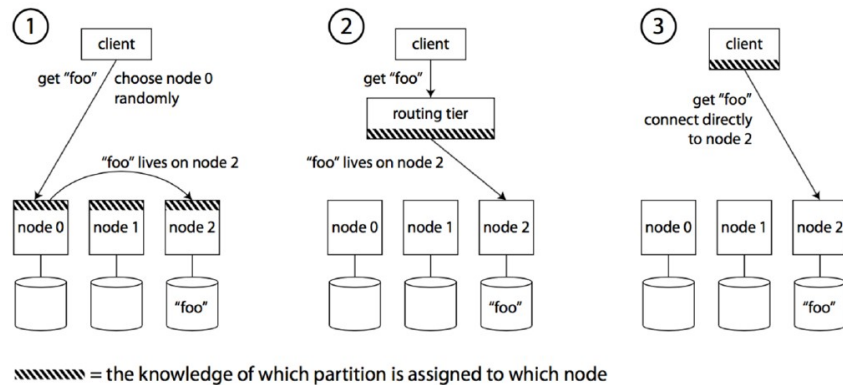 1
client
get “foo”
choose node 0
randomly
“foo” lives on node 2
node 0
node 1
node 2
“foo”
2
client
get “foo”
routing tier
“foo” lives on node 2
node 0
node 1
node 2
“foo”
3
client
get “foo”
connect directly
to node 2
node 0
node 1
node 2
“foo”
= the knowledge of which partition is assigned to which node